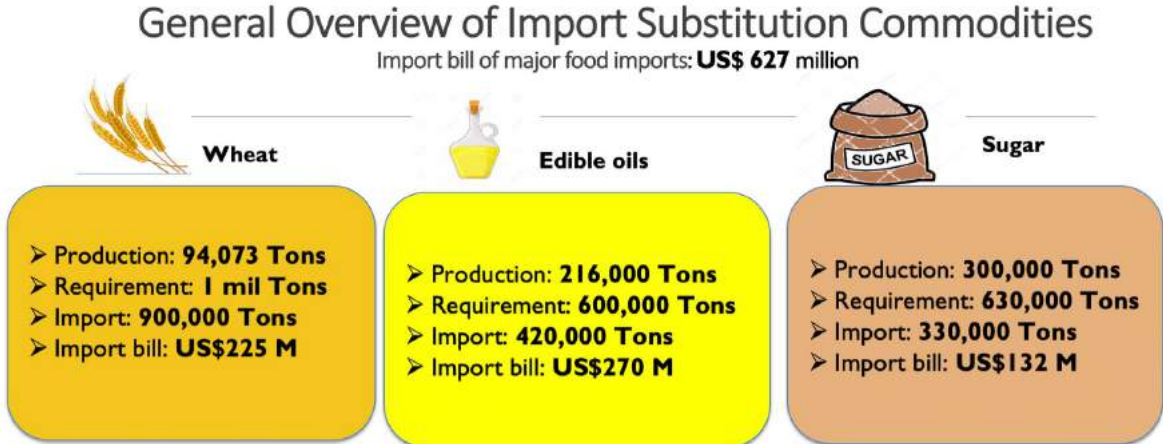 General Overview of Import Substitution Commodities
Import bill of major food imports: US$ 627 million
Wheat
➢ Production: 94,073 Tons
➢ Requirement: 1 mil Tons
➢ Import: 900,000 Tons
➢ Import bill: US$225 M
Edible oils
➢ Production: 216,000 Tons
➢ Requirement: 600,000 Tons
➢ Import: 420,000 Tons
➢ Import bill: US$270 M
SUGAR
Sugar
➢ Production: 300,000 Tons
➢ Requirement: 630,000 Tons
➢ Import: 330,000 Tons
➢ Import bill: US$132 M